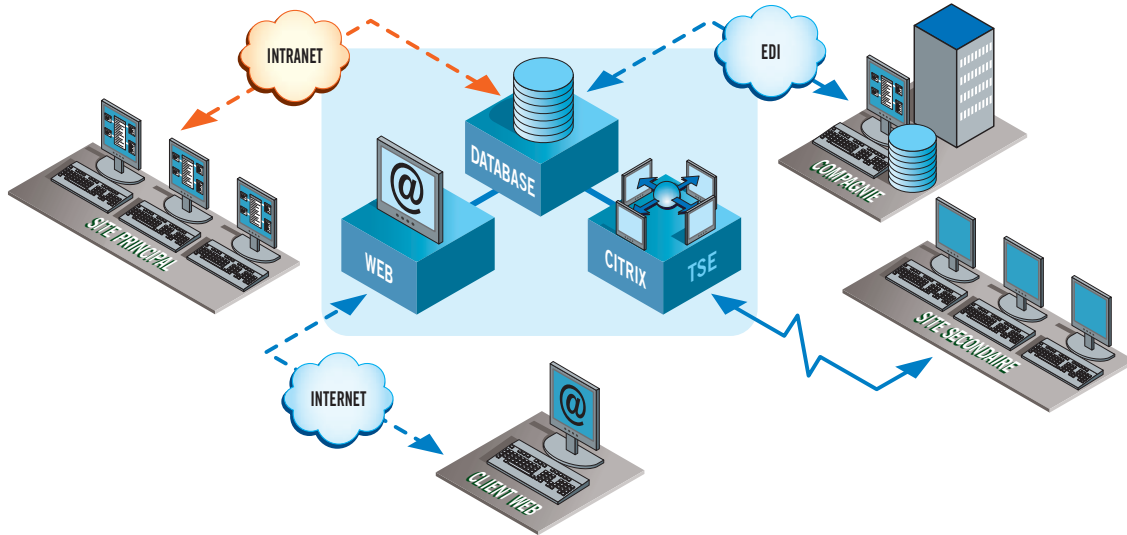 INTRANET
EDI
DATABASE
@
WEB
CITRIX
TSE
COMPAGNIE
SITE PRINCIPAL
SITE SECONDAIRE
INTERNET
@
CLIENT WEB